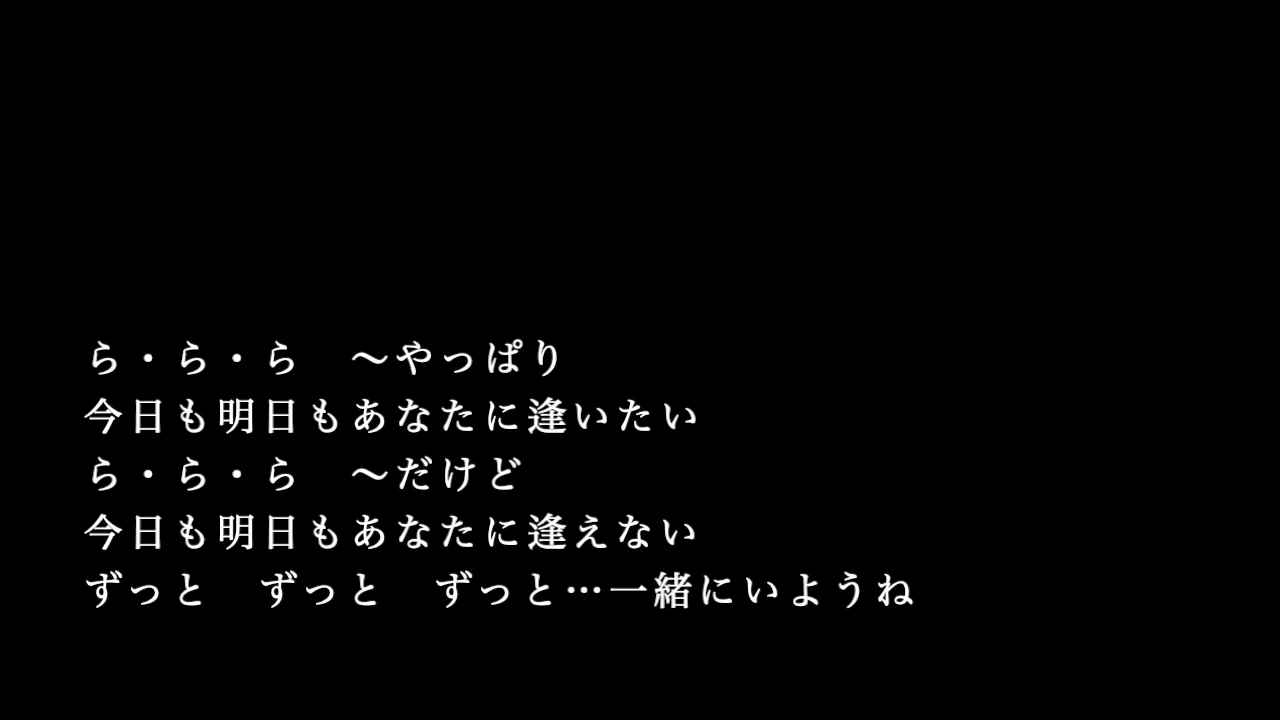 ら・ら・ら　～やっぱり
今日も明日もあなたに逢いたい
ら・ら・ら　～だけど
今日も明日もあなたに逢えない
ずっと　ずっと　ずっと…一緒にいようね